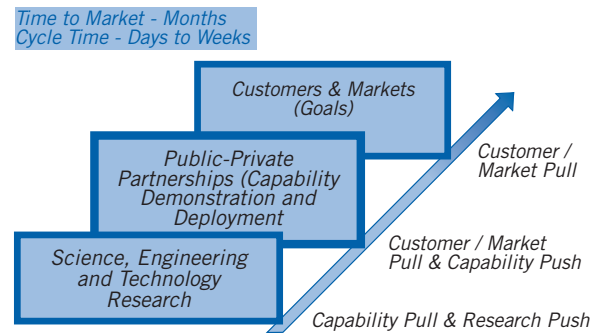 Time to Market - Months
Cycle Time - Days to Weeks
Customers & Markets
(Goals)
Public-Private
Partnerships (Capability
Demonstration and
Deployment
Science, Engineering
and Technology
Research
Customer /
Market Pull
Customer / Market
Pull & Capability Push
Capability Pull & Research Push